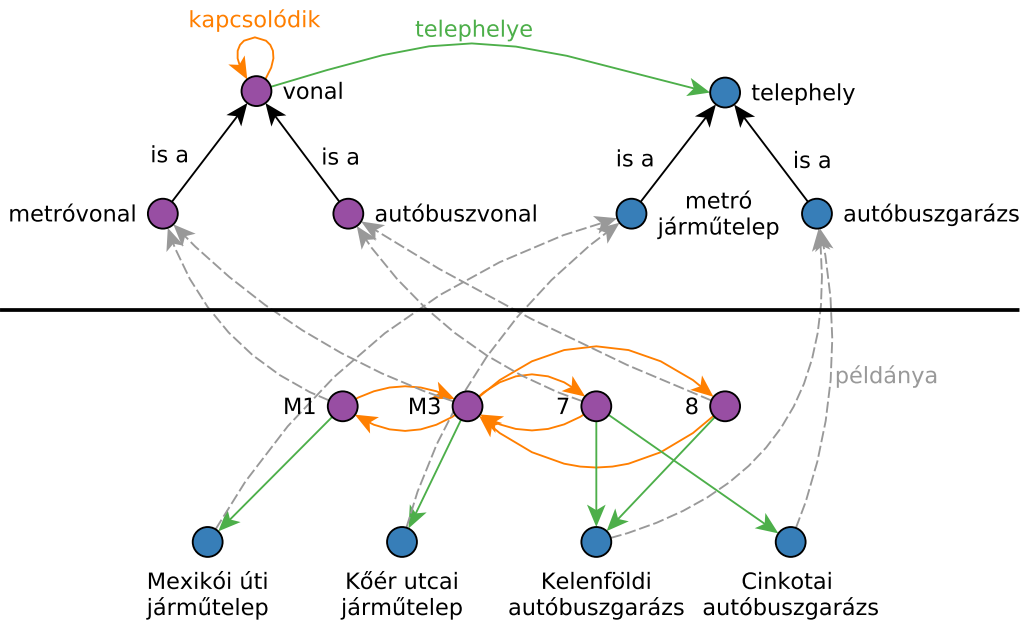 kapcsolódik
telephelye
vonal
telephely
is a
is a
is a
is a
metróvonal
autóbuszvonal
metró
járműtelep
autóbuszgarázs
példánya
M1
M3
7
8
Mexikói úti
járműtelep
Kőér utcai
járműtelep
Kelenföldi
autóbuszgarázs
Cinkotai
autóbuszgarázs